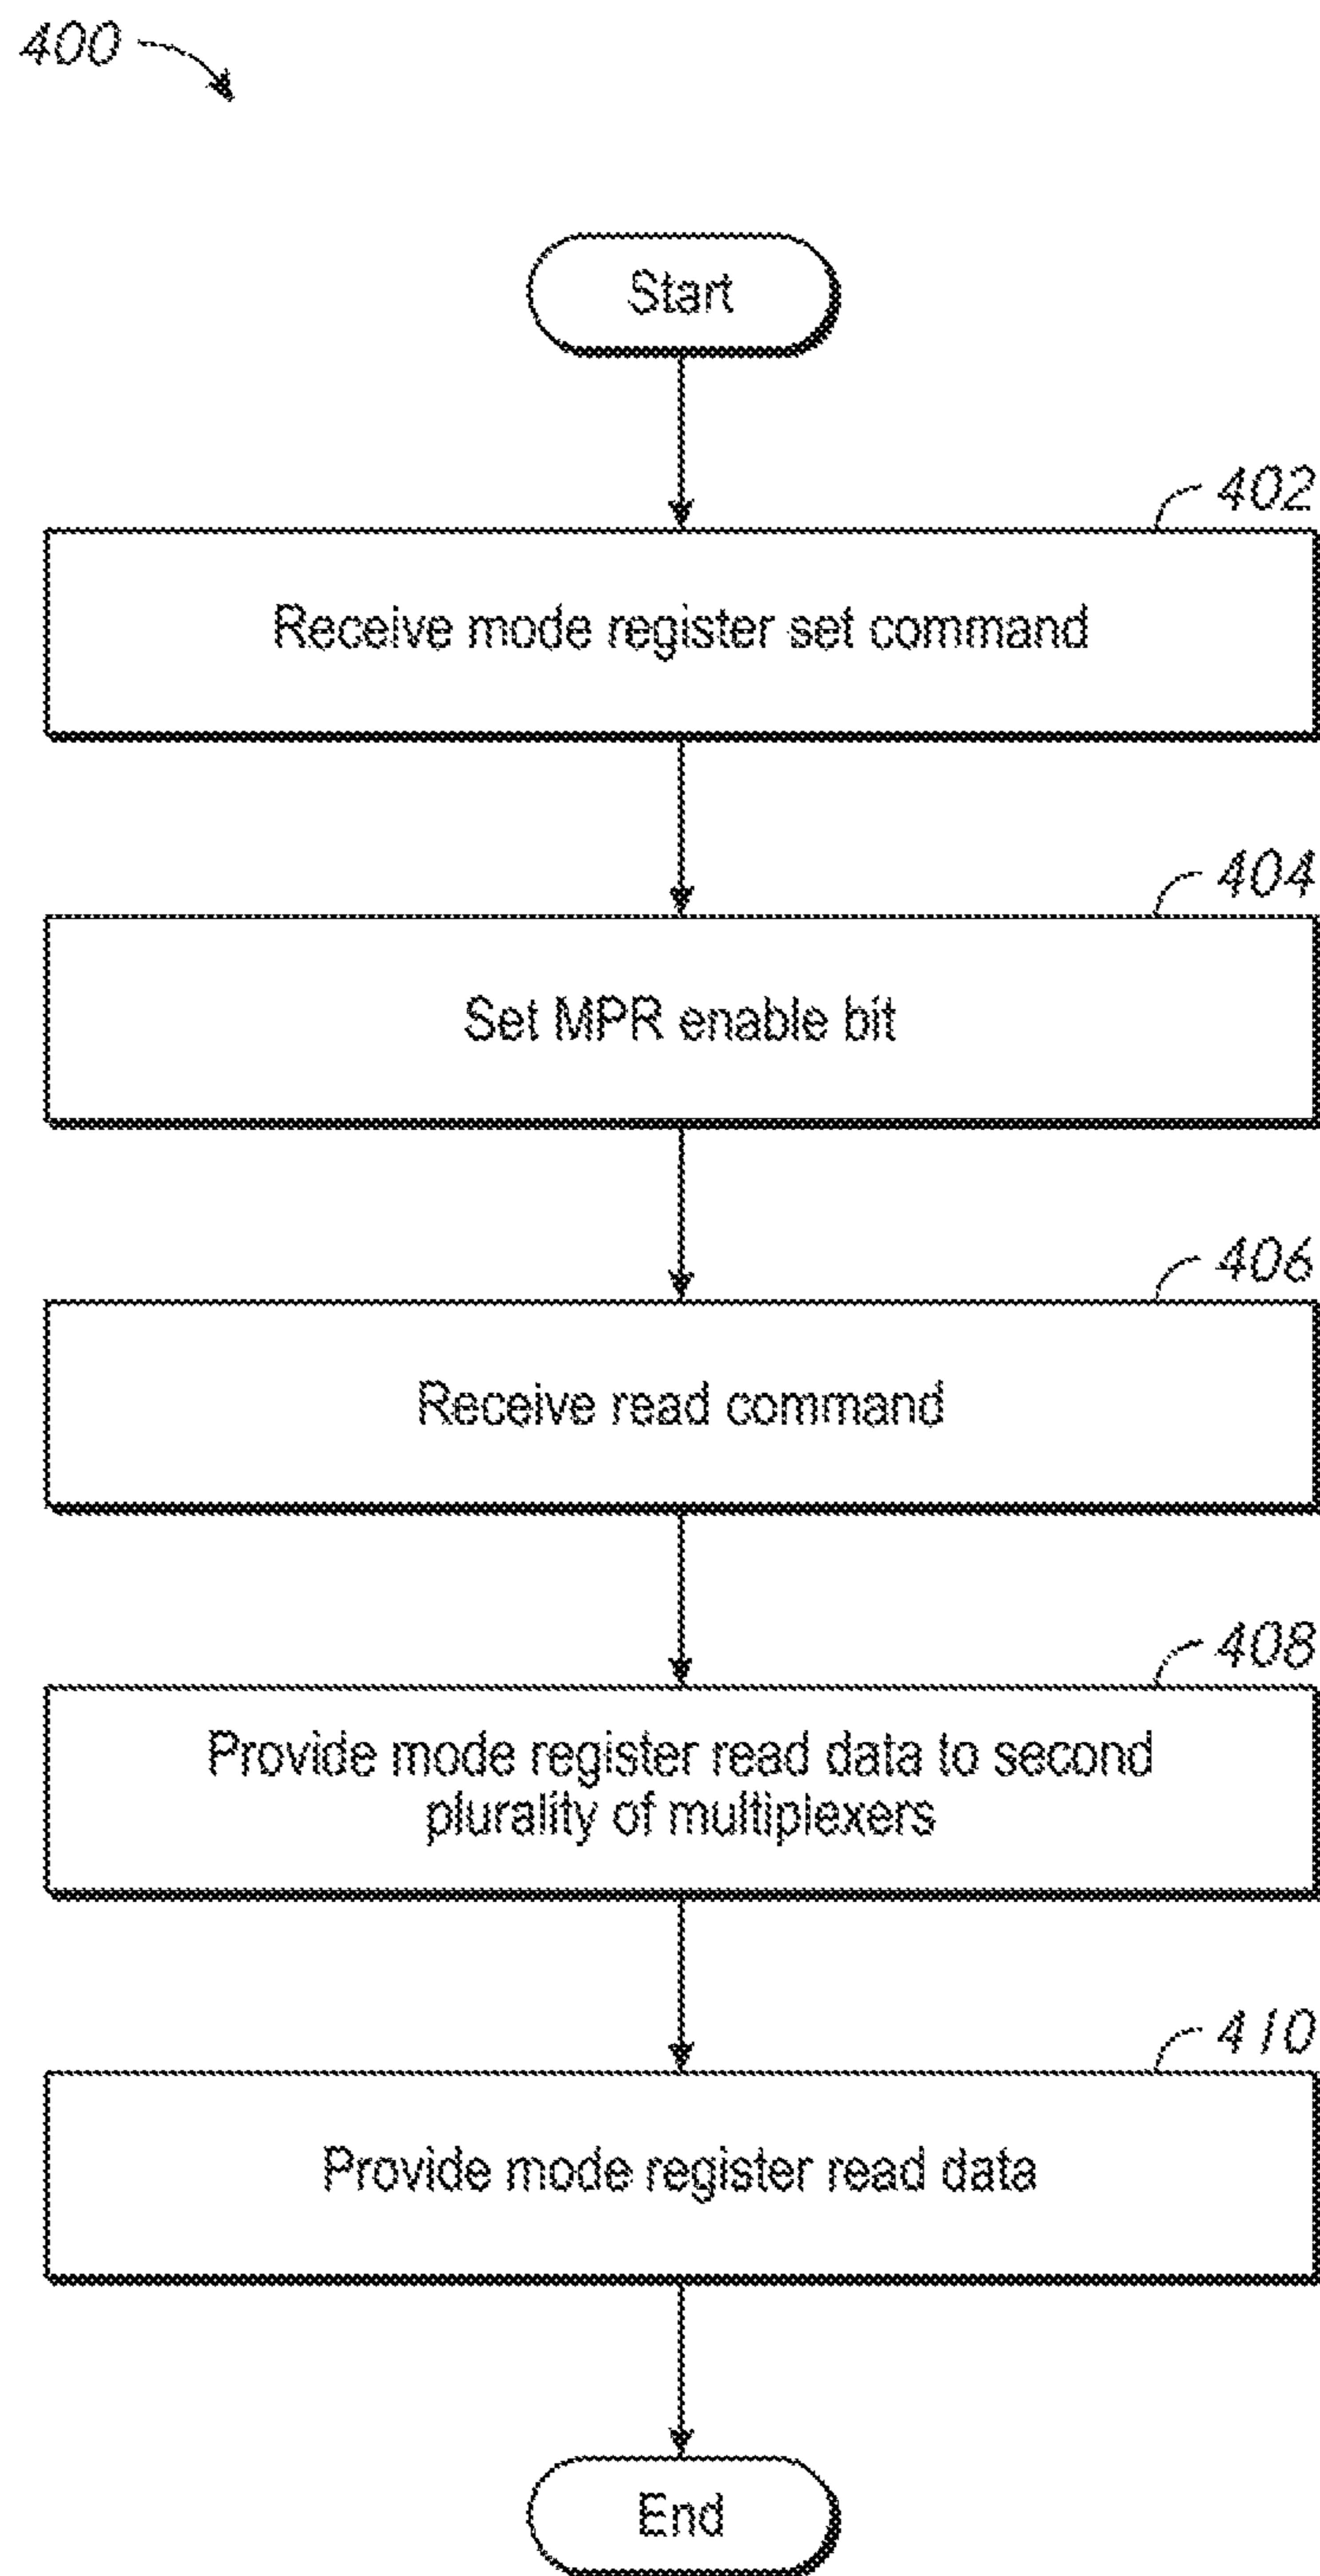 400
Start
402
Receive mode register set command
404
Set MPR enable bit
406
Receive read command
408
Provide mode register read data to second
plurality of multiplexers
410
Provide mode register read data
End